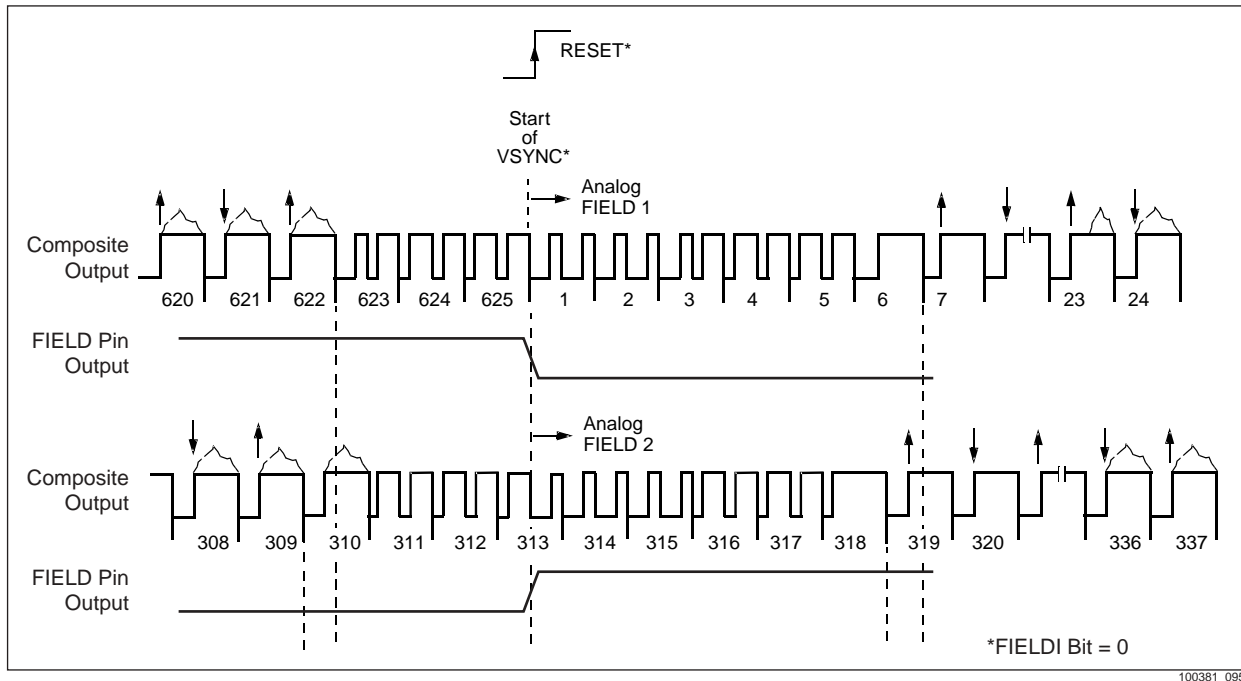 RESET*
Start
of
VSYNC*
Analog
FIELD 1
Composite
Output
620 621 622 623 624 625 1 2 3 4 5 6 7 23 24
FIELD Pin
Output
Analog
FIELD 2
Composite
Output
308 309 310 311 312 313 314 315 316 317 318 319 320 336 337
FIELD Pin
Output
*FIELDI Bit = 0
100381_095